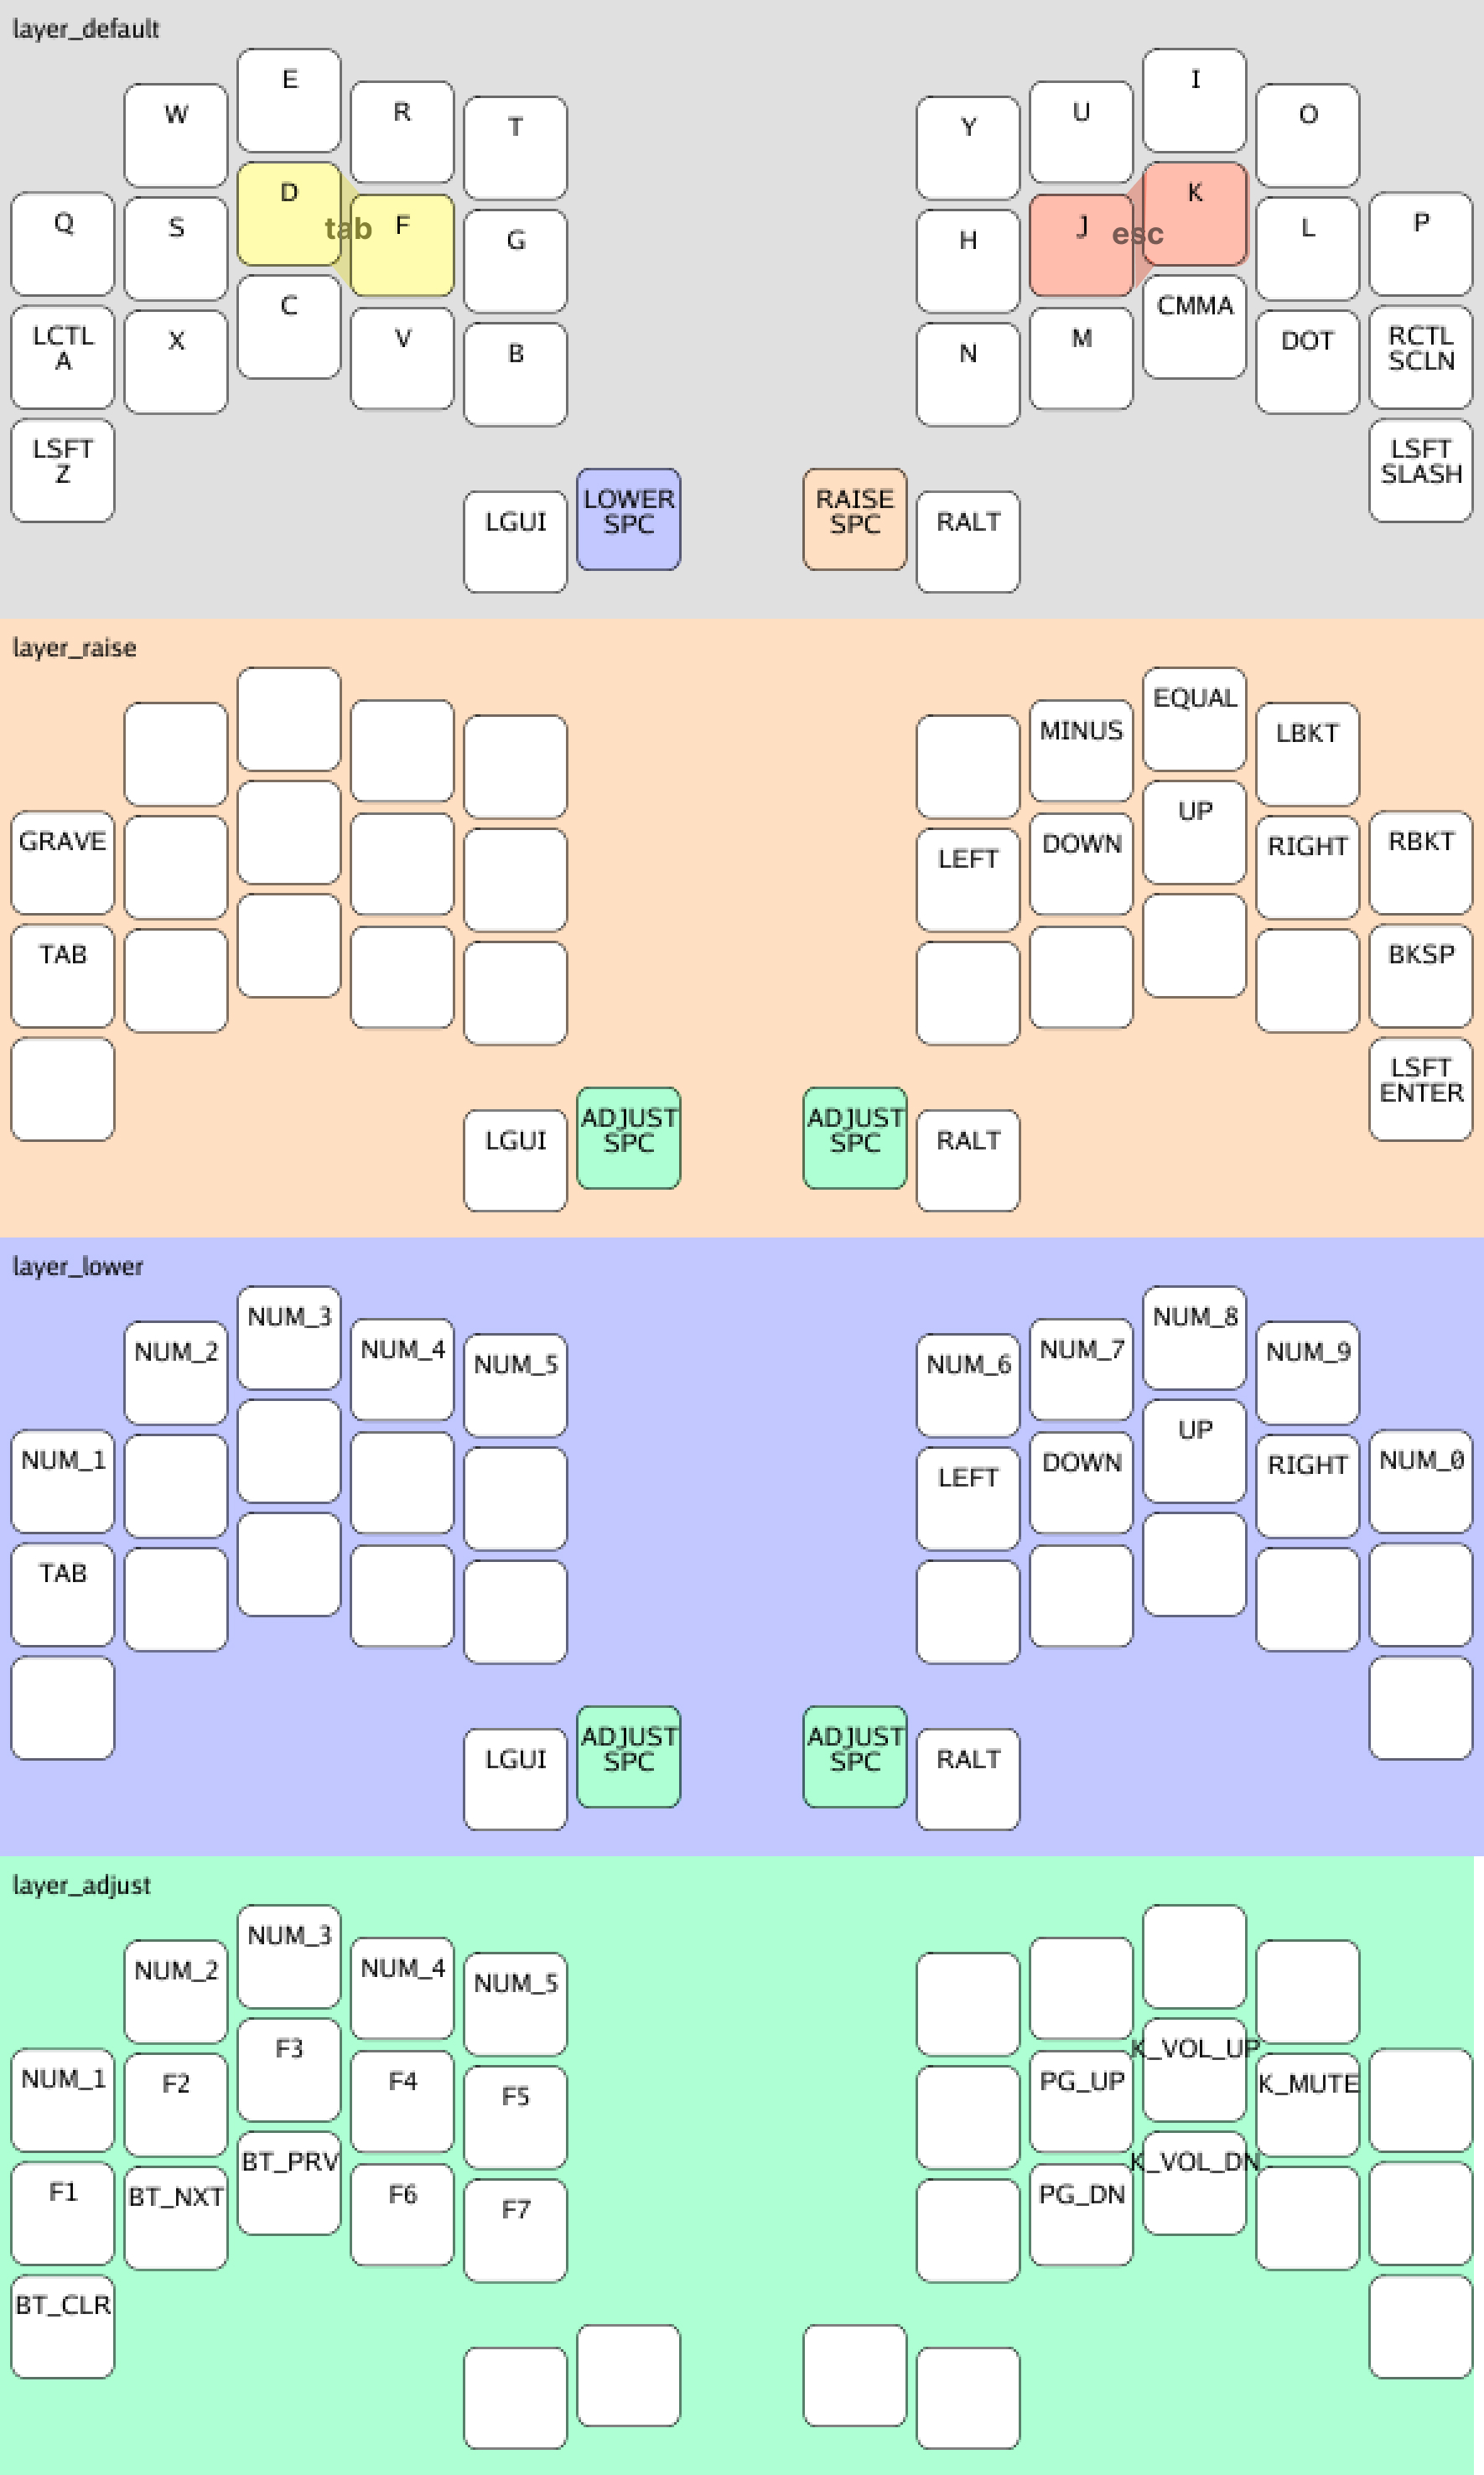 layer_default
E
I
W
R
U
O
T
Y
D
K
Q
S
tab
F
J
esc
L
P
G
H
C
CMMA
LCTL
A
X
V
M
DOT
RCTL
SCLN
B
N
LSFT
Z
LSFT
SLASH
LGUI
LOWER
SPC
RAISE
SPC
RALT
layer_raise
EQUAL
MINUS
LBKT
UP
GRAVE
LEFT
DOWN
RIGHT
RBKT
TAB
BKSP
LSFT
ENTER
LGUI
ADJUST
SPC
ADJUST
SPC
RALT
layer_lower
NUM_3
NUM_8
NUM_2
NUM_4
NUM_5
NUM_6
NUM_7
NUM_9
UP
NUM_1
LEFT
DOWN
RIGHT
NUM_0
TAB
LGUI
ADJUST
SPC
ADJUST
SPC
RALT
layer_adjust
NUM_3
NUM_2
NUM_4
NUM_5
F3
K_VOL_UP
NUM_1
F2
F4
F5
PG_UP
K_MUTE
BT_PRV
K_VOL_DN
F1
BT_NXT
F6
F7
PG_DN
BT_CLR